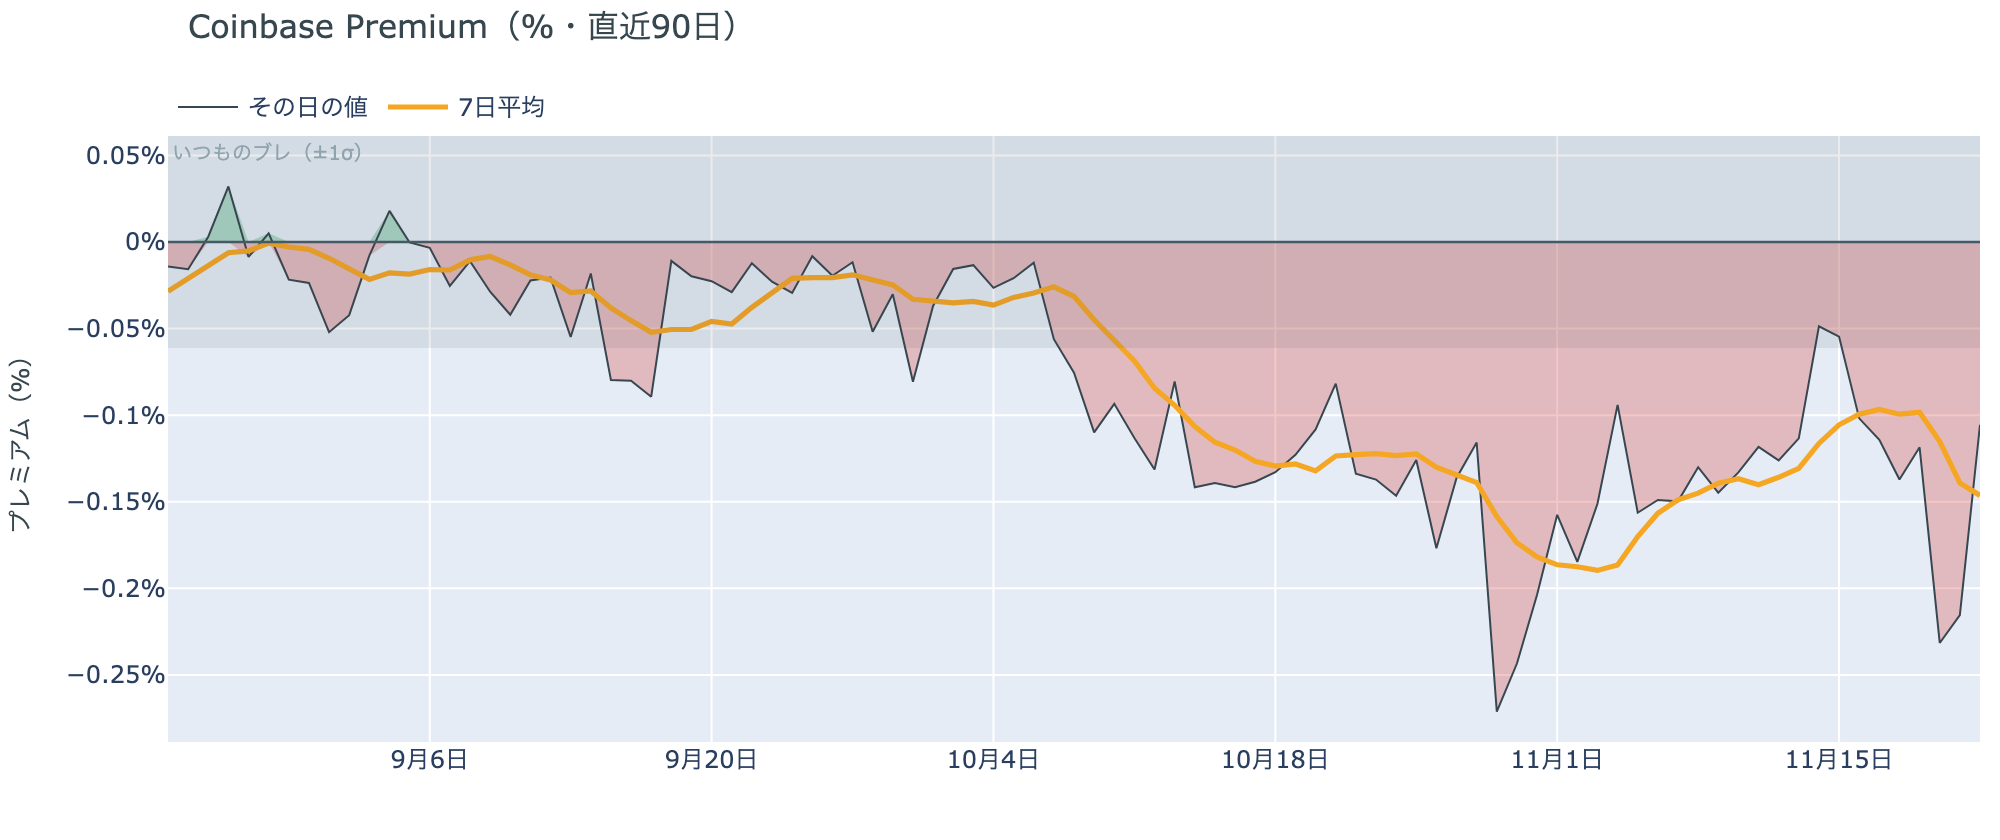 Coinbase Premium（%・直近90日）
その日の値 7日平均
いつものブレ（±1σ）
0.05%
0%
−0.05%
−0.1%
−0.15%
−0.2%
−0.25%
プレミアム（%）
9月6日 9月20日 10月4日 10月18日 11月1日 11月15日